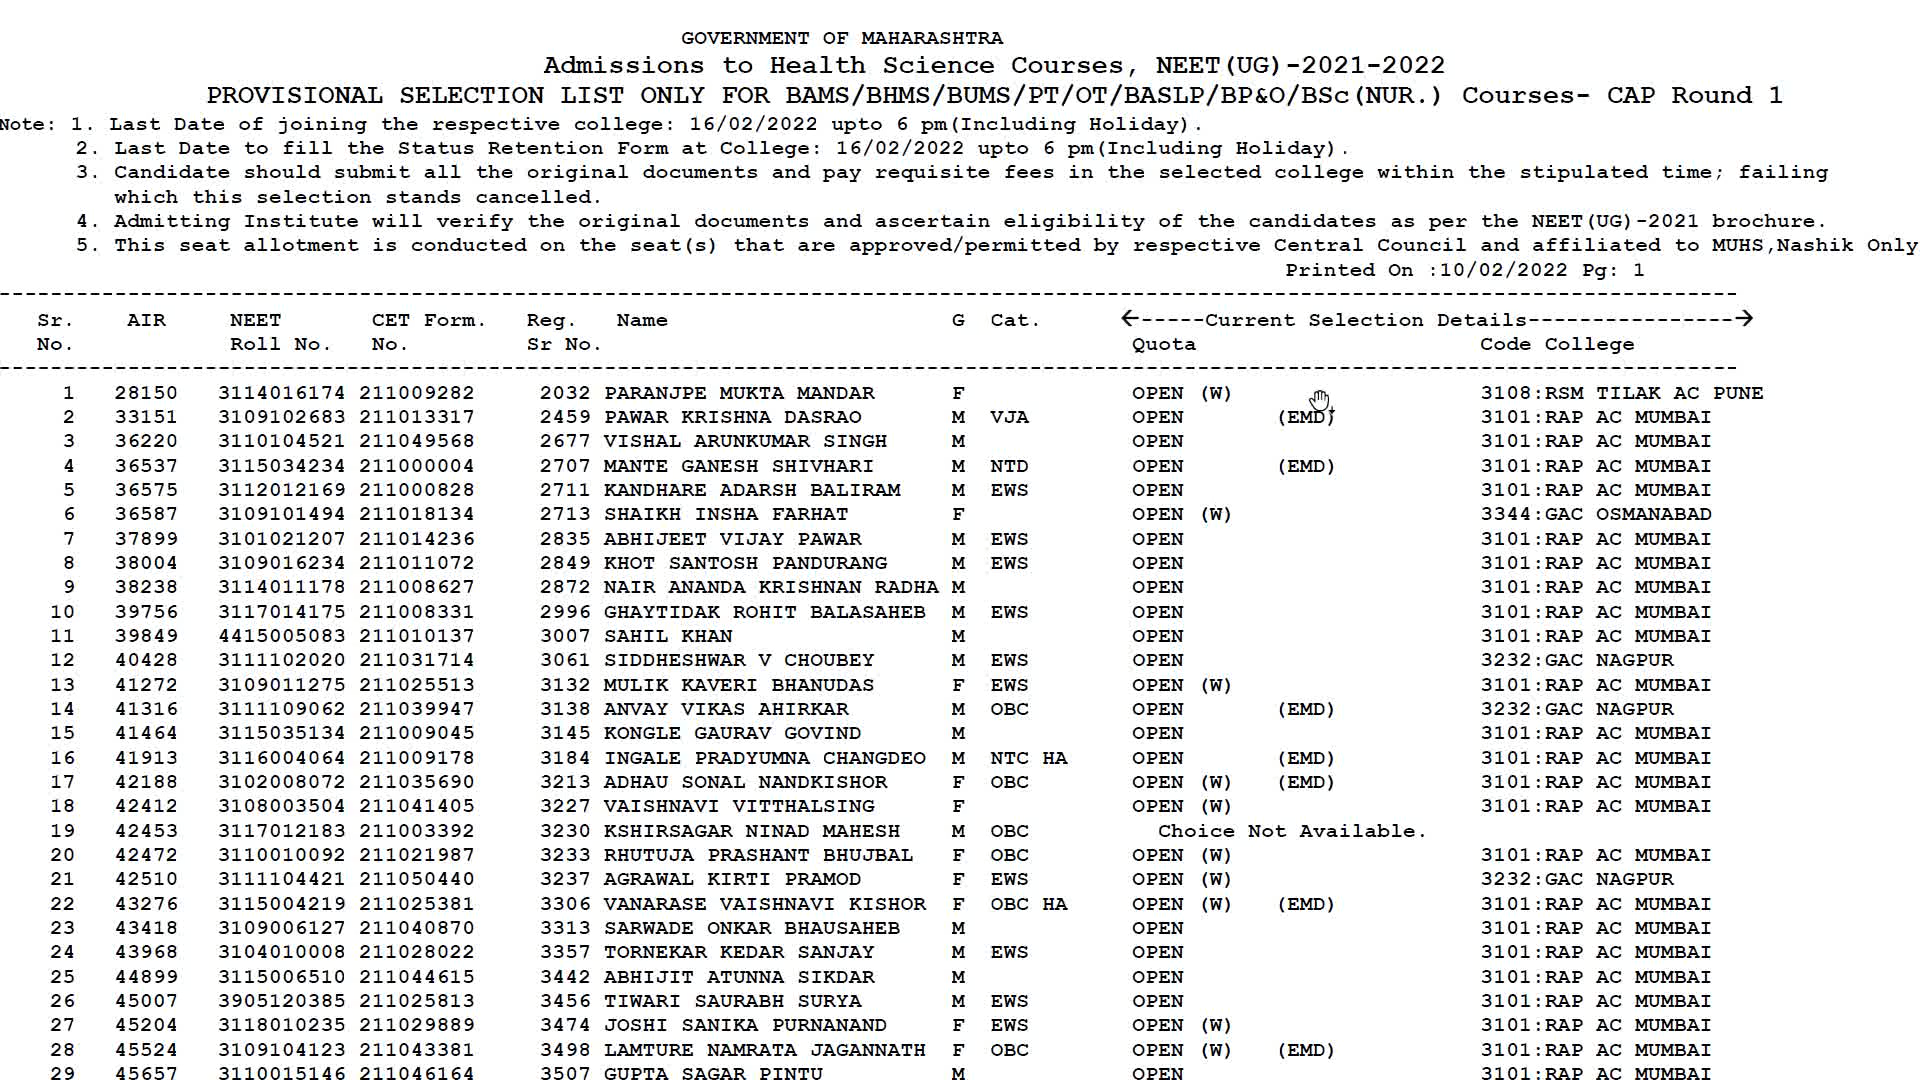 GOVERNMENT OF MAHARASHTRA
Admissions to Health Science Courses, NEET(UG)-2021-2022
PROVISIONAL SELECTION LIST ONLY FOR BAMS/BHMS/BUMS/PT/OT/BASLP/BP&O/BSc(NUR.) Courses- CAP Round 1
Note: 1. Last Date of joining the respective college: 16/02/2022 upto 6 pm(Including Holiday).
2. Last Date to fill the Status Retention Form at College: 16/02/2022 upto 6 pm(Including Holiday).
3. Candidate should submit all the original documents and pay requisite fees in the selected college within the stipulated time; failing
which this selection stands cancelled.
4. Admitting Institute will verify the original documents and ascertain eligibility of the candidates as per the NEET(UG)-2021 brochure.
5. This seat allotment is conducted on the seat(s) that are approved/permitted by respective Central Council and affiliated to MUHS,Nashik Only
Printed On :10/02/2022 Pg: 1
Sr. AIR NEET CET Form. Reg. Name G Cat. <-----Current Selection Details---------------->
No. Roll No. No. Sr No. Quota Code College
1 28150 3114016174 211009282 2032 PARANJPE MUKTA MANDAR F OPEN (W) 3108:RSM TILAK AC PUNE
2 33151 3109102683 211013317 2459 PAWAR KRISHNA DASRAO M VJA OPEN (EMD) 3101:RAP AC MUMBAI
3 36220 3110104521 211049568 2677 VISHAL ARUNKUMAR SINGH M OPEN 3101:RAP AC MUMBAI
4 36537 3115034234 211000004 2707 MANTE GANESH SHIVHARI M NTD OPEN (EMD) 3101:RAP AC MUMBAI
5 36575 3112012169 211000828 2711 KANDHARE ADARSH BALIRAM M EWS OPEN 3101:RAP AC MUMBAI
6 36587 3109101494 211018134 2713 SHAIKH INSHA FARHAT F OPEN (W) 3344:GAC OSMANABAD
7 37899 3101021207 211014236 2835 ABHIJEET VIJAY PAWAR M EWS OPEN 3101:RAP AC MUMBAI
8 38004 3109016234 211011072 2849 KHOT SANTOSH PANDURANG M EWS OPEN 3101:RAP AC MUMBAI
9 38238 3114011178 211008627 2872 NAIR ANANDA KRISHNAN RADHA M OPEN 3101:RAP AC MUMBAI
10 39756 3117014175 211008331 2996 GHAYTIDAK ROHIT BALASAHEB M EWS OPEN 3101:RAP AC MUMBAI
11 39849 4415005083 211010137 3007 SAHIL KHAN M OPEN 3101:RAP AC MUMBAI
12 40428 3111102020 211031714 3061 SIDDHESHWAR V CHOUBEY M EWS OPEN 3232:GAC NAGPUR
13 41272 3109011275 211025513 3132 MULIK KAVERI BHANUDAS F EWS OPEN (W) 3101:RAP AC MUMBAI
14 41316 3111109062 211039947 3138 ANVAY VIKAS AHIRKAR M OBC OPEN (EMD) 3232:GAC NAGPUR
15 41464 3115035134 211009045 3145 KONGLE GAURAV GOVIND M OPEN 3101:RAP AC MUMBAI
16 41913 3116004064 211009178 3184 INGALE PRADYUMNA CHANGDEO M NTC HA OPEN (EMD) 3101:RAP AC MUMBAI
17 42188 3102008072 211035690 3213 ADHAU SONAL NANDKISHOR F OBC OPEN (W) (EMD) 3101:RAP AC MUMBAI
18 42412 3108003504 211041405 3227 VAISHNAVI VITTHALSING F OPEN (W) 3101:RAP AC MUMBAI
19 42453 3117012183 211003392 3230 KSHIRSAGAR NINAD MAHESH M OBC Choice Not Available.
20 42472 3110010092 211021987 3233 RHUTUJA PRASHANT BHUJBAL F OBC OPEN (W) 3101:RAP AC MUMBAI
21 42510 3111104421 211050440 3237 AGRAWAL KIRTI PRAMOD F EWS OPEN (W) 3232:GAC NAGPUR
22 43276 3115004219 211025381 3306 VANARASE VAISHNAVI KISHOR F OBC HA OPEN (W) (EMD) 3101:RAP AC MUMBAI
23 43418 3109006127 211040870 3313 SARWADE ONKAR BHAUSAHEB M OPEN 3101:RAP AC MUMBAI
24 43968 3104010008 211028022 3357 TORNEKAR KEDAR SANJAY M EWS OPEN 3101:RAP AC MUMBAI
25 44899 3115006510 211044615 3442 ABHIJIT ATUNNA SIKDAR M OPEN 3101:RAP AC MUMBAI
26 45007 3905120385 211025813 3456 TIWARI SAURABH SURYA M EWS OPEN 3101:RAP AC MUMBAI
27 45204 3118010235 211029889 3474 JOSHI SANIKA PURNANAND F EWS OPEN (W) 3101:RAP AC MUMBAI
28 45524 3109104123 211043381 3498 LAMTURE NAMRATA JAGANNATH F OBC OPEN (W) (EMD) 3101:RAP AC MUMBAI
29 45657 3110015146 211046164 3507 GUPTA SAGAR PINTU M OPEN 3101:RAP AC MUMBAI